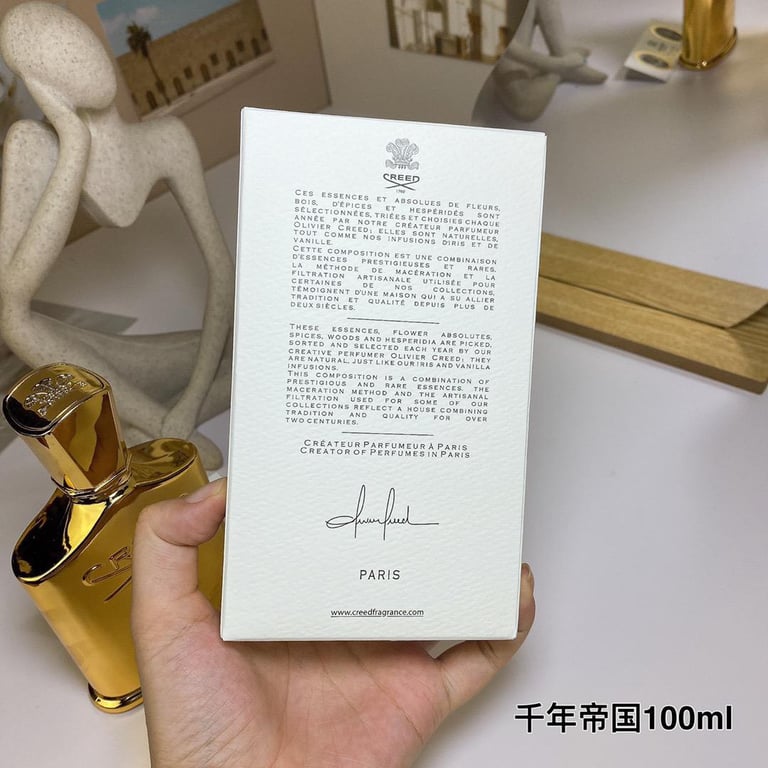 CREED
1760
CES ESSENCES ET ABSOLUES DE FLEURS,
BOIS, D'ÉPICES ET HESPÉRIDÉS SONT
SÉLECTIONNÉES, TRIÉES ET CHOISIES CHAQUE
ANNÉE PAR NOTRE CRÉATEUR PARFUMEUR
OLIVIER CREED; ELLES SONT NATURELLES,
TOUT COMME NOS INFUSIONS D'IRIS ET DE
VANILLE.
CETTE COMPOSITION EST UNE COMBINAISON
D'ESSENCES PRESTIGIEUSES ET RARES.
LA MÉTHODE DE MACÉRATION ET LA
FILTRATION ARTISANALE UTILISÉE POUR
CERTAINES DE NOS COLLECTIONS,
TÉMOIGNENT D'UNE MAISON QUI A SU ALLIER
TRADITION ET QUALITÉ DEPUIS PLUS DE
DEUX SIÈCLES.
THESE ESSENCES, FLOWER ABSOLUTES,
SPICES, WOODS AND HESPERIDIA ARE PICKED,
SORTED AND SELECTED EACH YEAR BY OUR
CREATIVE PERFUMER OLIVIER CREED; THEY
ARE NATURAL, JUST LIKE OUR IRIS AND VANILLA
INFUSIONS.
THIS COMPOSITION IS A COMBINATION OF
PRESTIGIOUS AND RARE ESSENCES. THE
MACERATION METHOD AND THE ARTISANAL
FILTRATION USED FOR SOME OF OUR
COLLECTIONS REFLECT A HOUSE COMBINING
TRADITION AND QUALITY FOR OVER
TWO CENTURIES.
CRÉATEUR PARFUMEUR À PARIS
CREATOR OF PERFUMES IN PARIS
PARIS
www.creedfragrance.com
千年帝国100ml